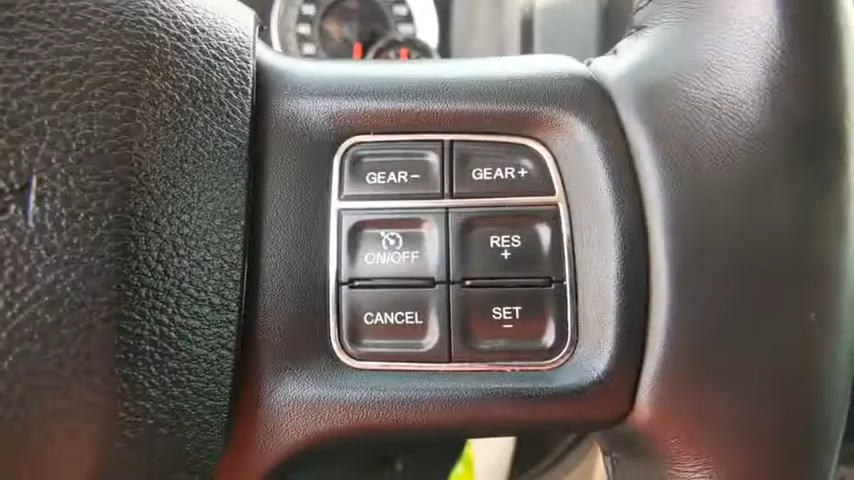 GEAR- GEAR+
ON/OFF RES
+
CANCEL SET
-